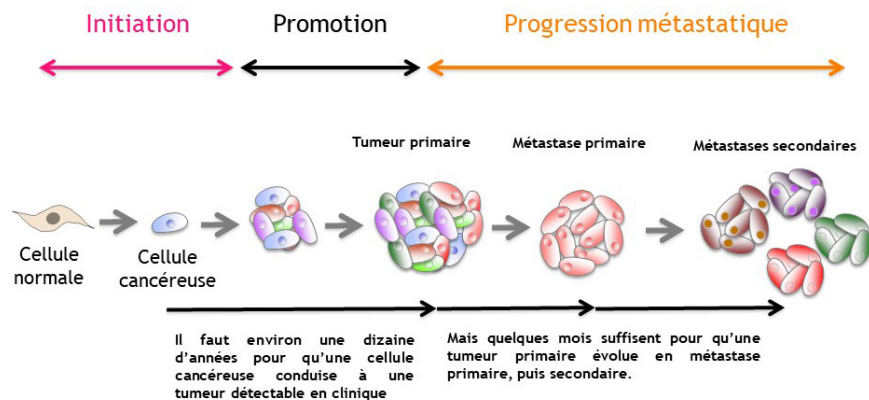 Initiation
Promotion
Progression métastatique
Tumeur primaire
Métastase primaire
Métastases secondaires
Cellule
normale
Cellule
cancéreuse
Il faut environ une dizaine
d'années pour qu'une cellule
cancéreuse conduise à une
tumeur détectable en clinique
Mais quelques mois suffisent pour qu'une
tumeur primaire évolue en métastase
primaire, puis secondaire.